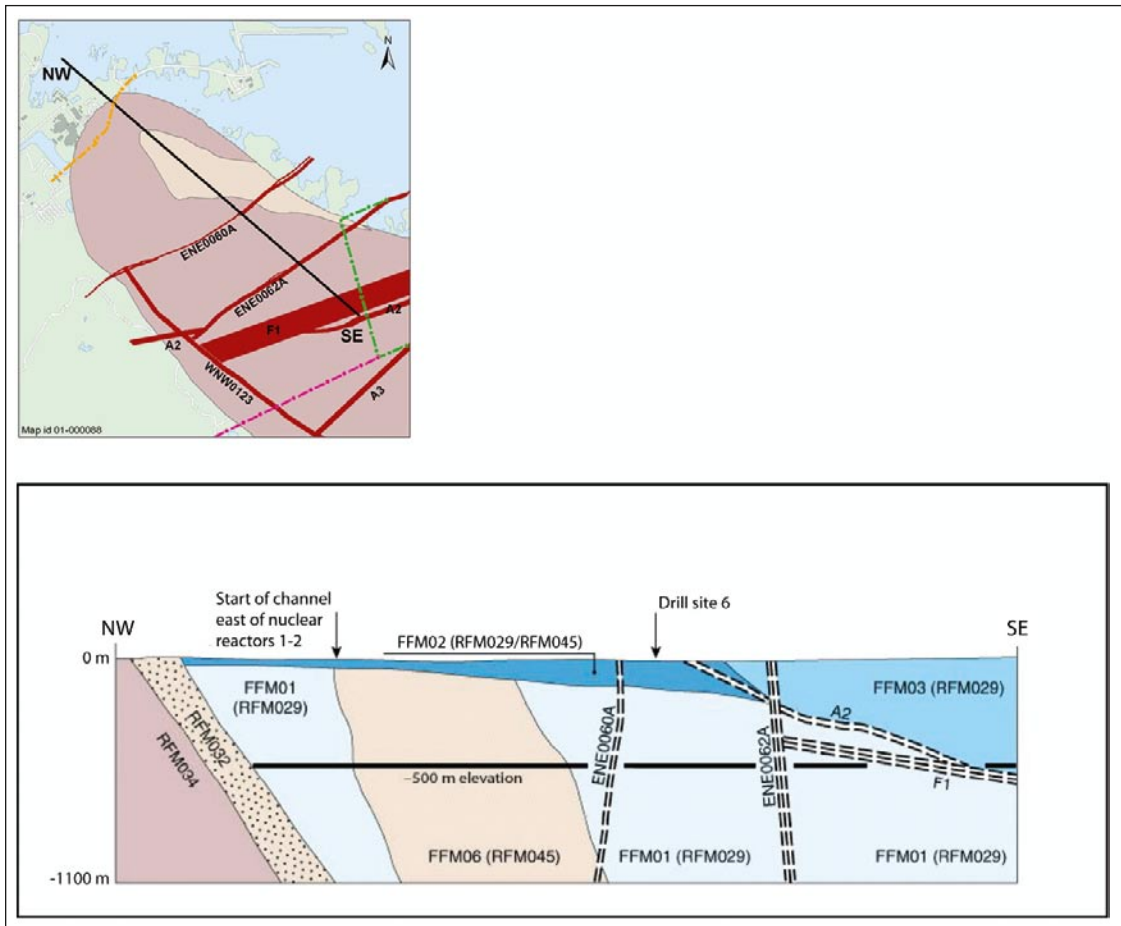 N
NW
ENE0060A
ENE0062A
A2
F1
A2
SE
WNW0123
A3
Map id 01-000088
Start of channel
east of nuclear
reactors 1-2
Drill site 6
NW
SE
FFM02 (RFM029/RFM045)
0 m
FFM01
(RFM029)
FFM03 (RFM029)
RFM032
RFM034
ENE0060A
ENE0062A
A2
F1
–500 m elevation
FFM06 (RFM045)
FFM01 (RFM029)
FFM01 (RFM029)
-1100 m